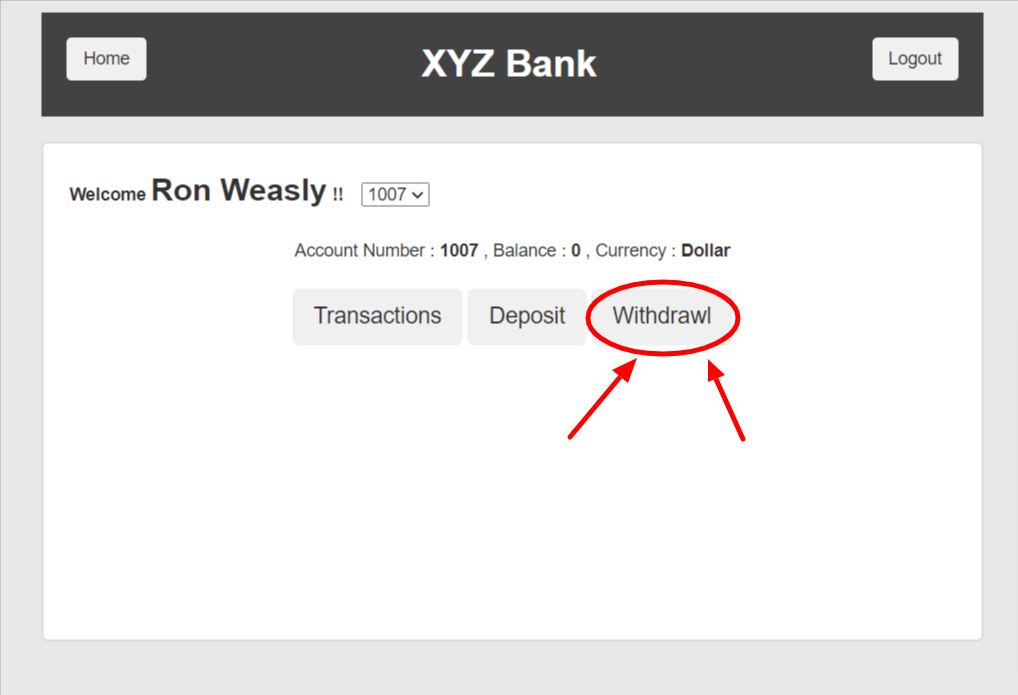 Home XYZ Bank Logout
Welcome Ron Weasly !! 1007
Account Number : 1007 , Balance : 0 , Currency : Dollar
Transactions Deposit Withdrawl